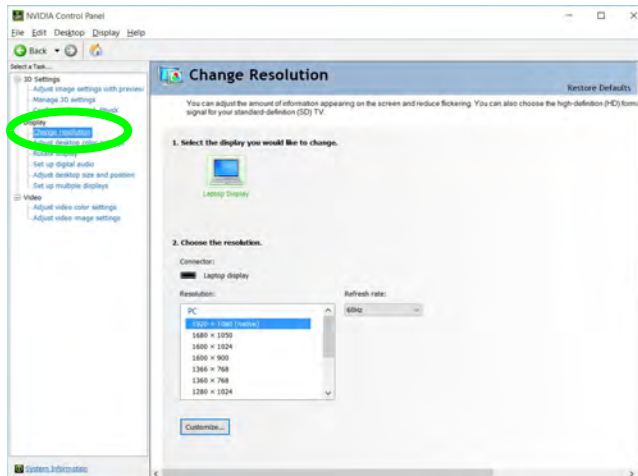 NVIDIA Control Panel
File Edit Desktop Display Help
Back
Select a Task...
3D Settings
Adjust image settings with preview
Manage 3D settings
Display
Change resolution
Adjust desktop color
Rotate display
Set up digital audio
Adjust desktop size and position
Set up multiple displays
Video
Adjust video color settings
Adjust video image settings
System Information
Change Resolution
Restore Defaults
You can adjust the amount of information appearing on the screen and reduce flickering. You can also choose the high-definition (HD) form
signal for your standard-definition (SD) TV.
1. Select the display you would like to change.
Laptop Display
2. Choose the resolution.
Connector:
Laptop display
Resolution:
Refresh rate:
PC
60Hz
1920 × 1080 (native)
1680 × 1050
1600 × 1024
1600 × 900
1366 × 768
1360 × 768
1280 × 1024
Customize...